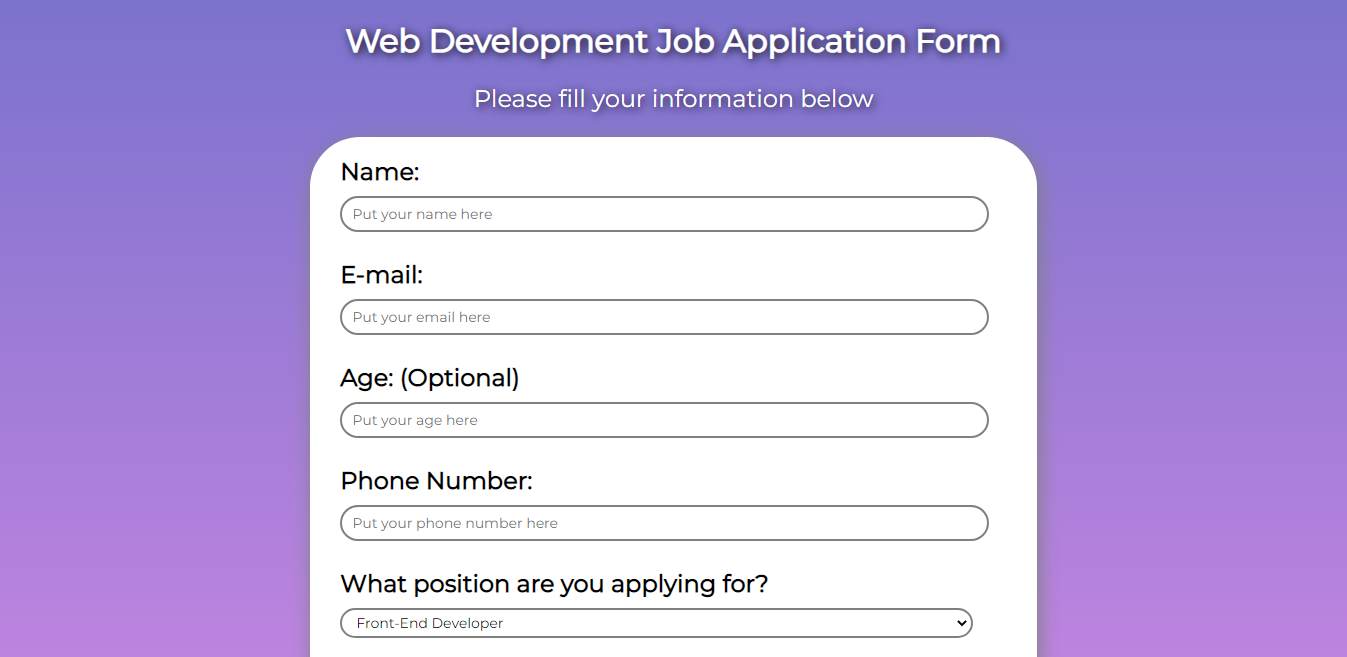 Web Development Job Application Form
Please fill your information below
Name:
Put your name here
E-mail:
Put your email here
Age: (Optional)
Put your age here
Phone Number:
Put your phone number here
What position are you applying for?
Front-End Developer